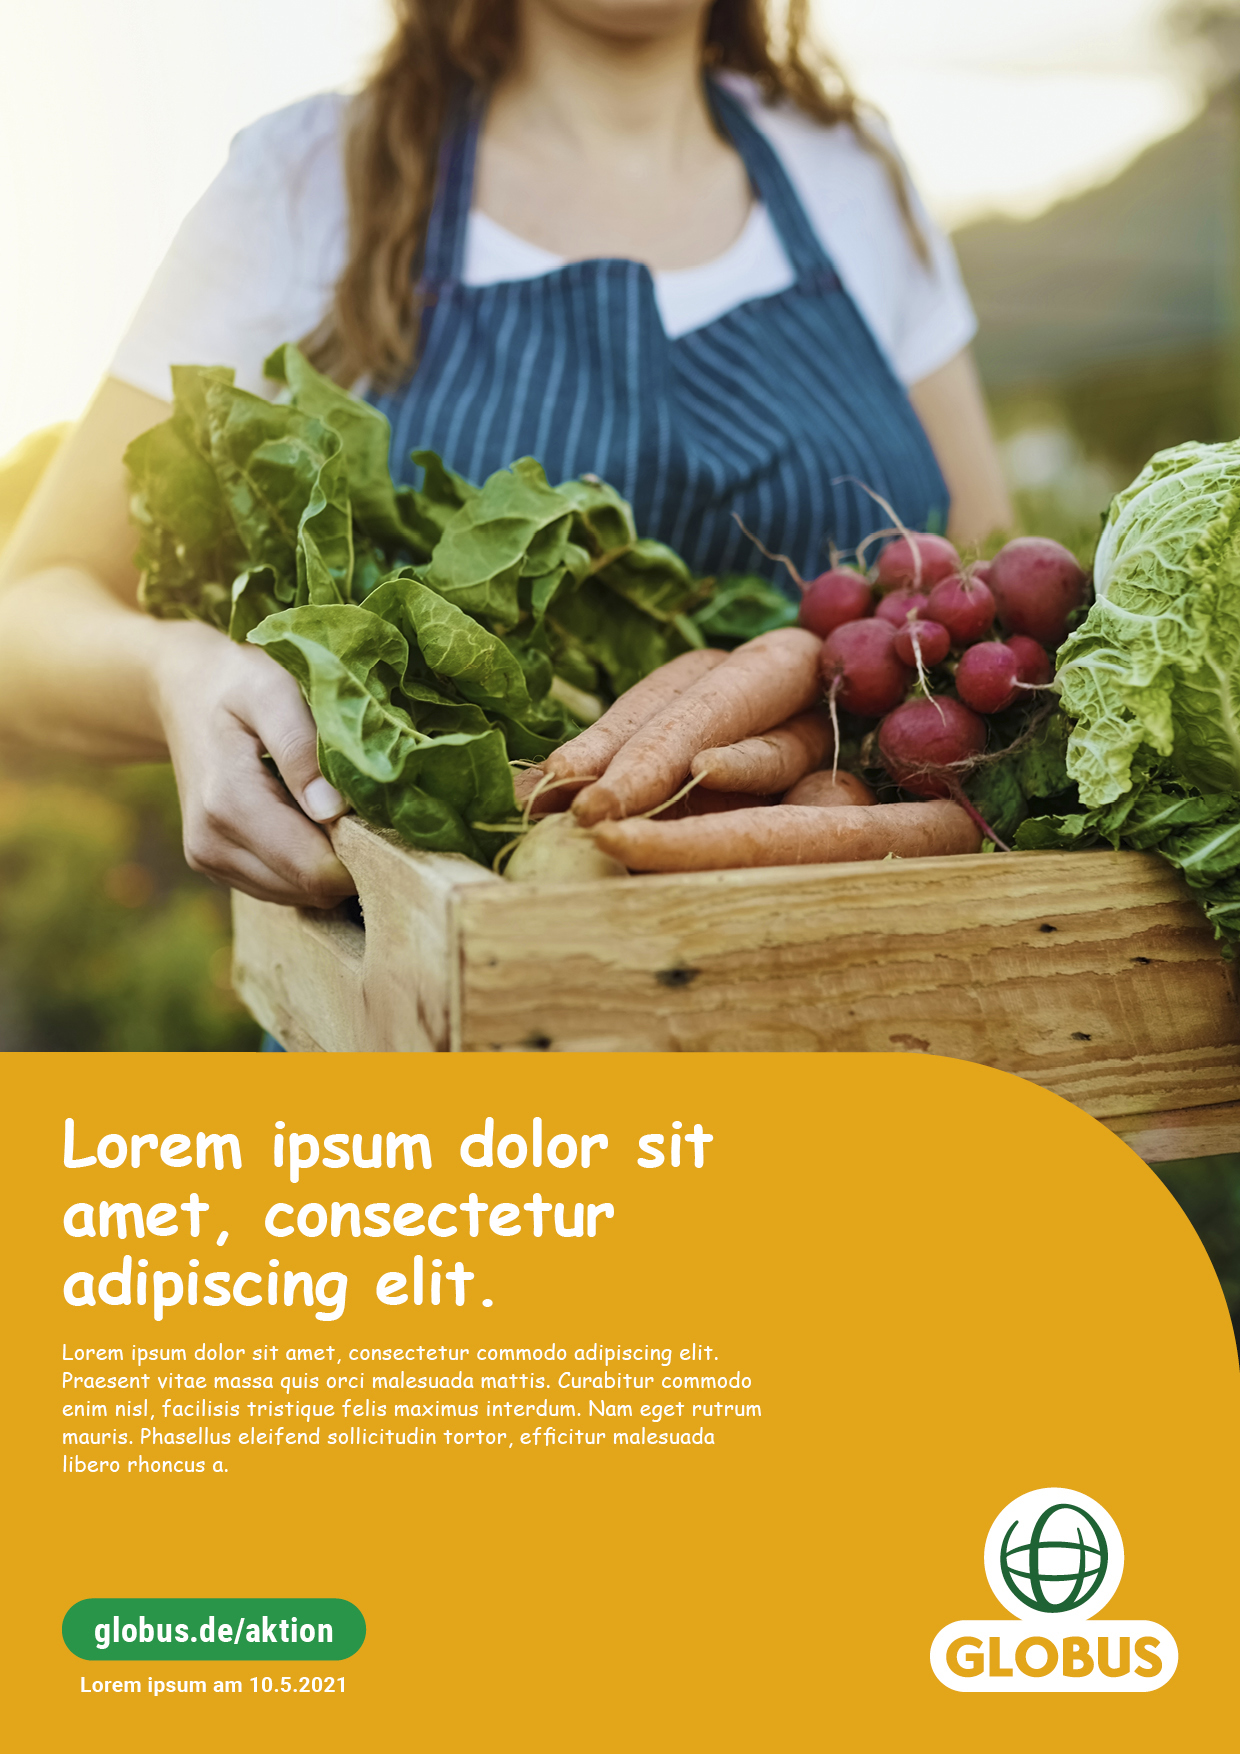 Lorem ipsum dolor sit
amet, consectetur
adipiscing elit.
Lorem ipsum dolor sit amet, consectetur commodo adipiscing elit.
Praesent vitae massa quis orci malesuada mattis. Curabitur commodo
enim nisl, facilisis tristique felis maximus interdum. Nam eget rutrum
mauris. Phasellus eleifend sollicitudin tortor, efficitur malesuada
libero rhoncus a.
globus.de/aktion
Lorem ipsum am 10.5.2021
GLOBUS